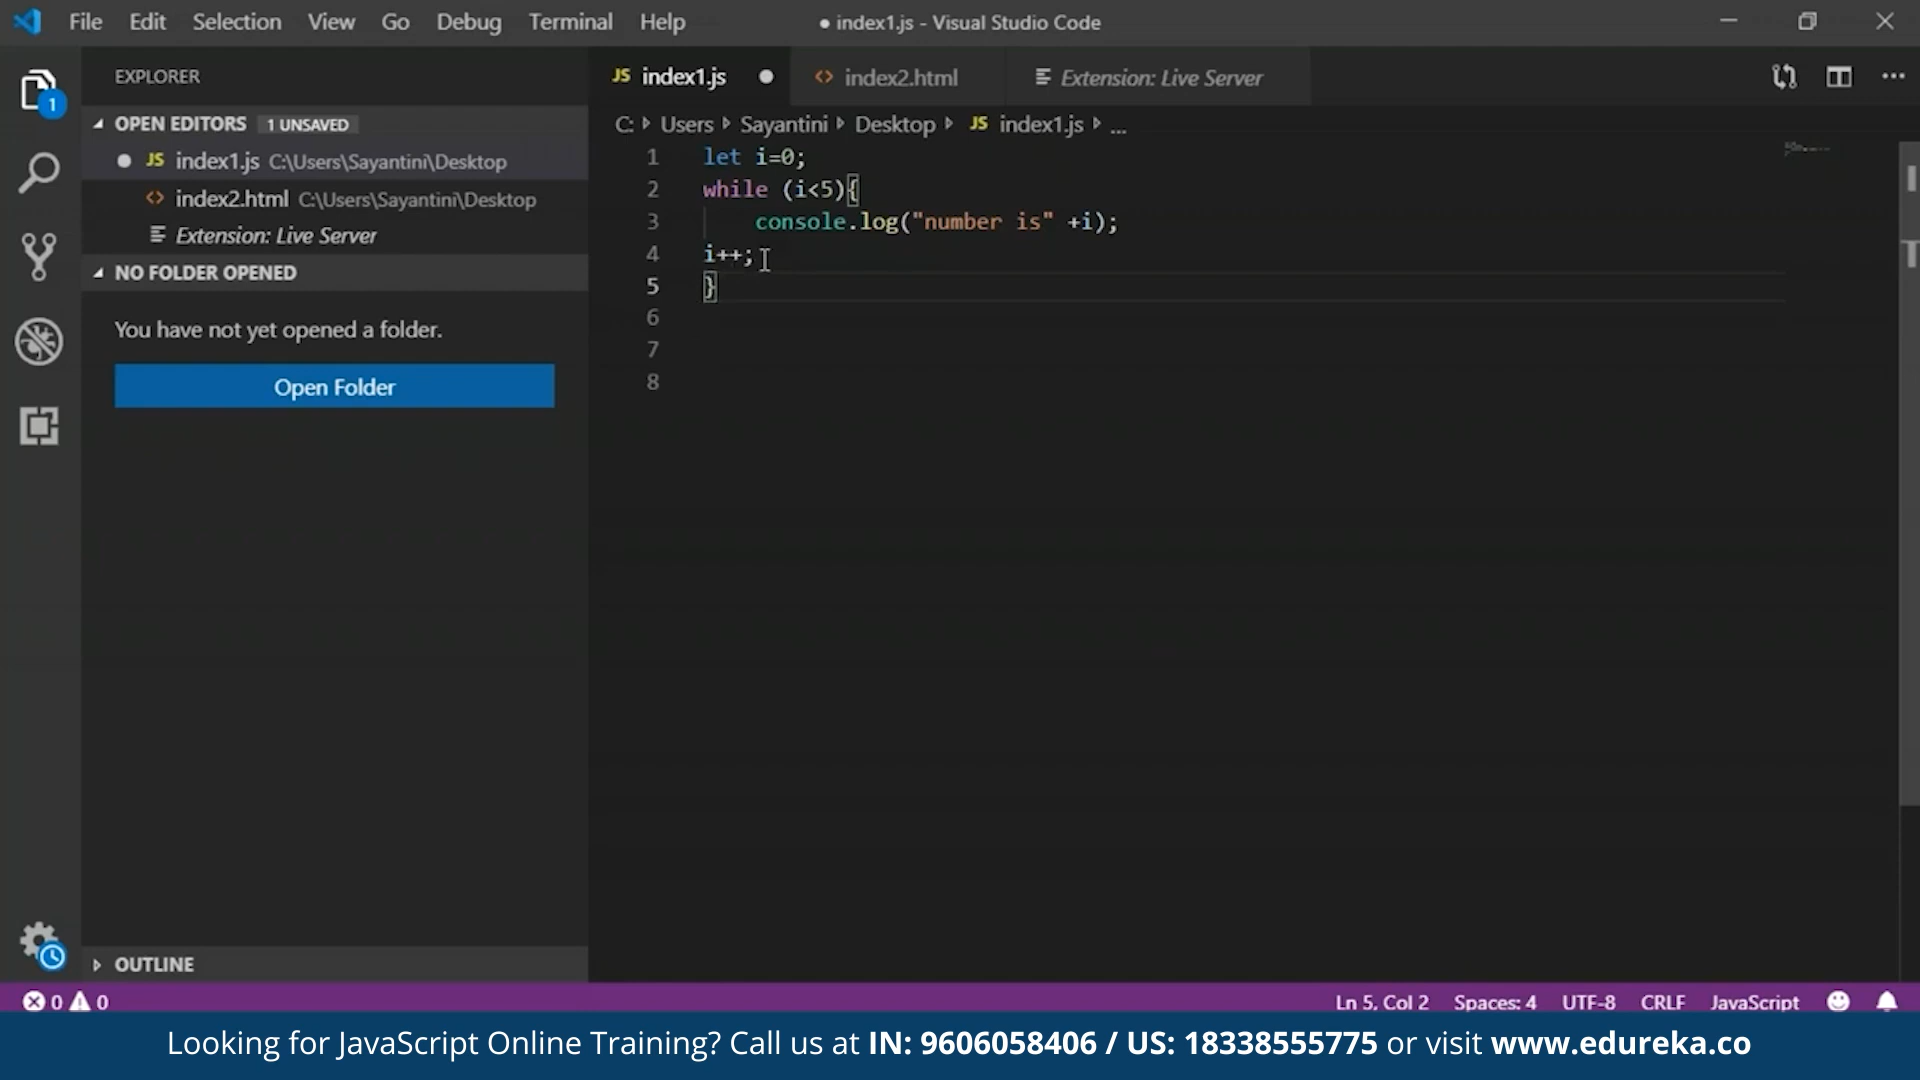 File Edit Selection View Go Debug Terminal Help
● index1.js - Visual Studio Code
EXPLORER
1
OPEN EDITORS 1 UNSAVED
● JS index1.js C:\Users\Sayantini\Desktop
<> index2.html C:\Users\Sayantini\Desktop
Extension: Live Server
NO FOLDER OPENED
You have not yet opened a folder.
Open Folder
OUTLINE
JS index1.js ● <> index2.html Extension: Live Server
C: Users Sayantini Desktop JS index1.js ...
1 let i=0;
2 while (i<5){
3 console.log("number is" +i);
4 i++;
5 }
6
7
8
0 0
Ln 5, Col 2 Spaces: 4 UTF-8 CRLF JavaScript
Looking for JavaScript Online Training? Call us at IN: 9606058406 / US: 18338555775 or visit www.edureka.co